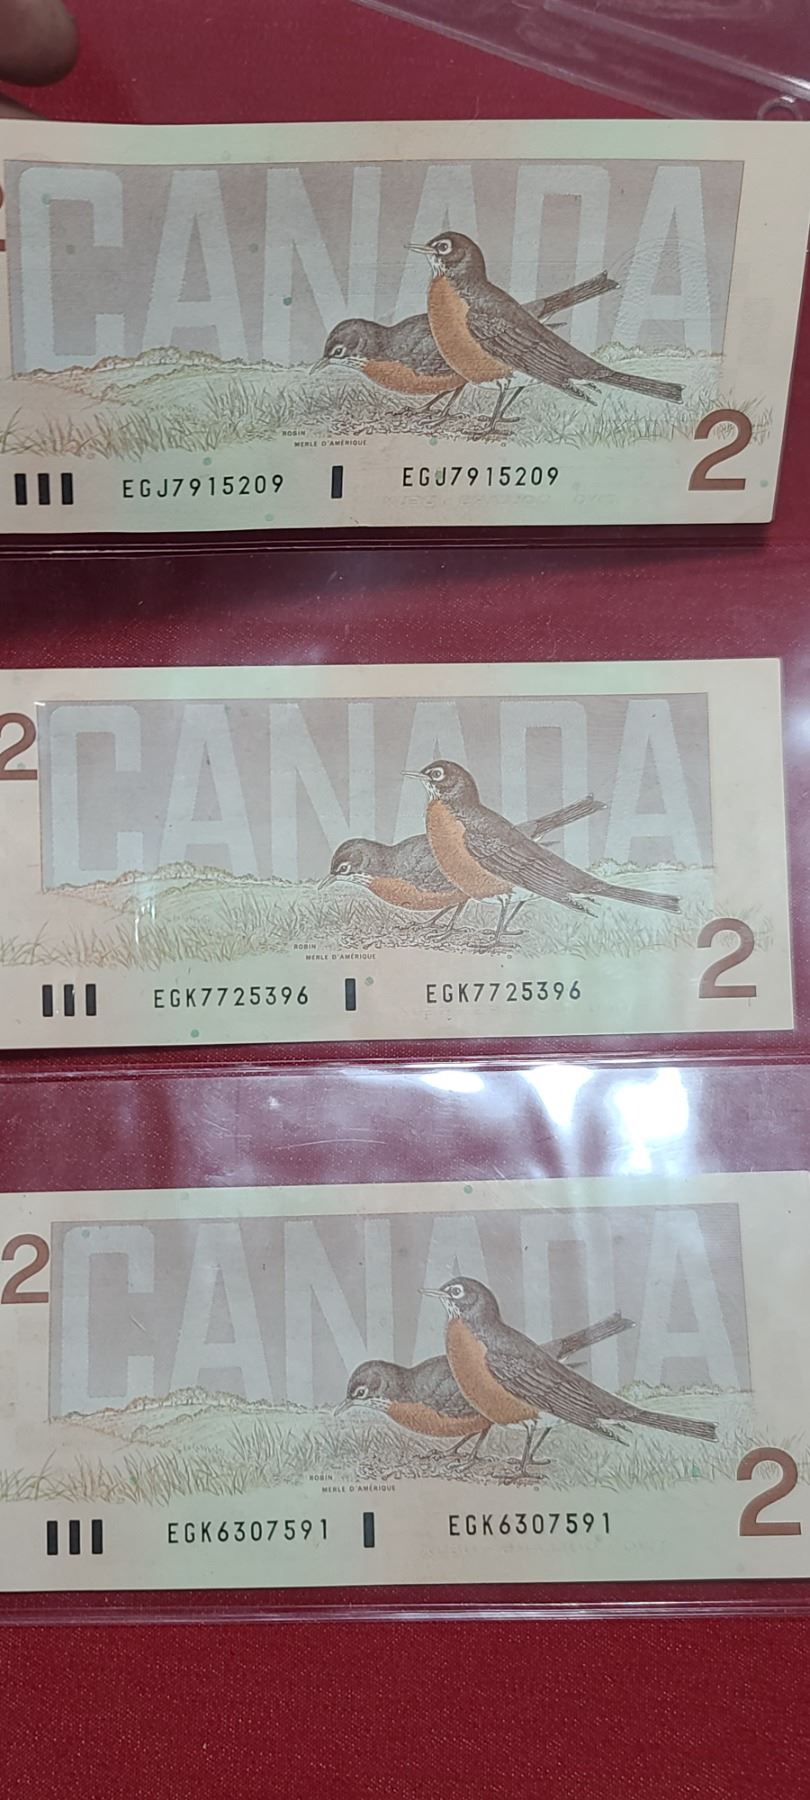 CANADA
ROBIN
MERLE D'AMÉRIQUE
2
EGJ7915209 EGJ7915209
2
CANADA
ROBIN
MERLE D'AMÉRIQUE
2
EGK7725396 EGK7725396
2
CANADA
ROBIN
MERLE D'AMÉRIQUE
2
EGK6307591 EGK6307591